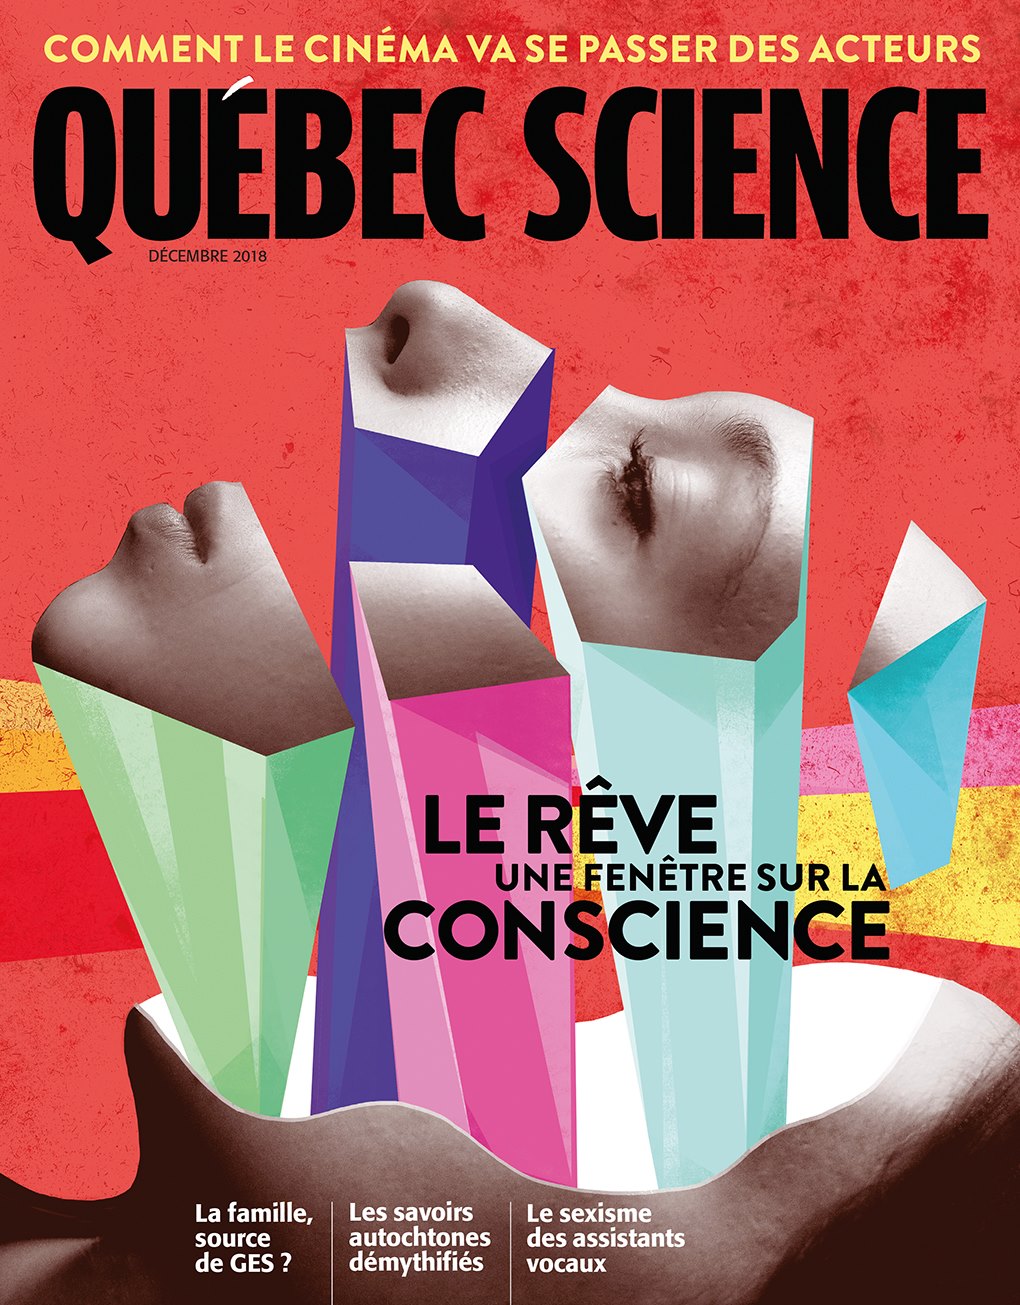 COMMENT LE CINÉMA VA SE PASSER DES ACTEURS
QUÉBEC SCIENCE
DÉCEMBRE 2018
LE RÊVE
UNE FENÊTRE SUR LA
CONSCIENCE
La famille,
source
de GES ?
Les savoirs
autochtones
démythifiés
Le sexisme
des assistants
vocaux